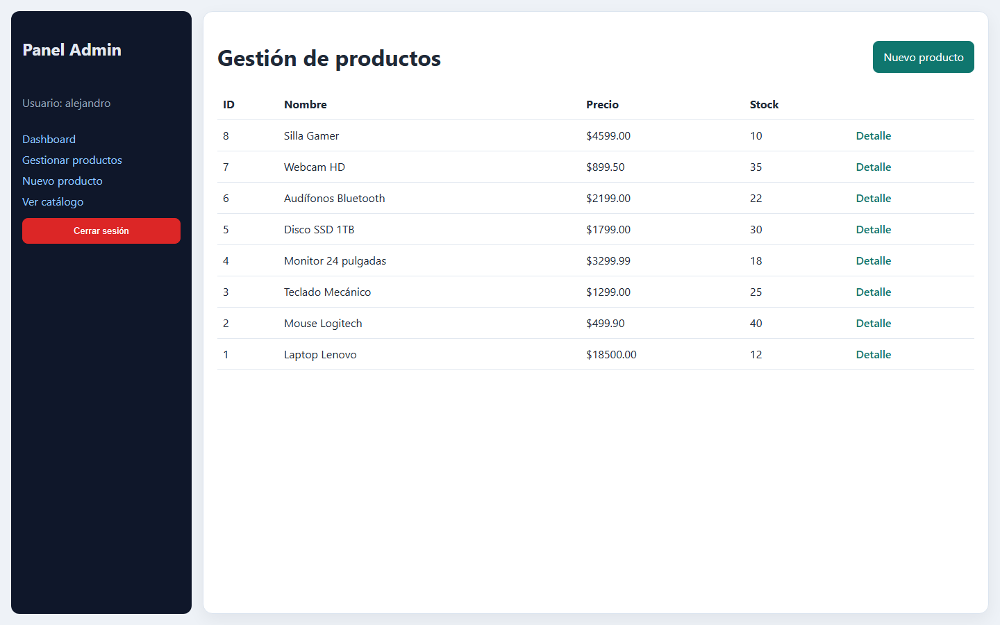 Panel Admin
Usuario: alejandro
Dashboard
Gestionar productos
Nuevo producto
Ver catálogo
Cerrar sesión
Gestión de productos
Nuevo producto
ID Nombre Precio Stock
8 Silla Gamer $4599.00 10 Detalle
7 Webcam HD $899.50 35 Detalle
6 Audífonos Bluetooth $2199.00 22 Detalle
5 Disco SSD 1TB $1799.00 30 Detalle
4 Monitor 24 pulgadas $3299.99 18 Detalle
3 Teclado Mecánico $1299.00 25 Detalle
2 Mouse Logitech $499.90 40 Detalle
1 Laptop Lenovo $18500.00 12 Detalle